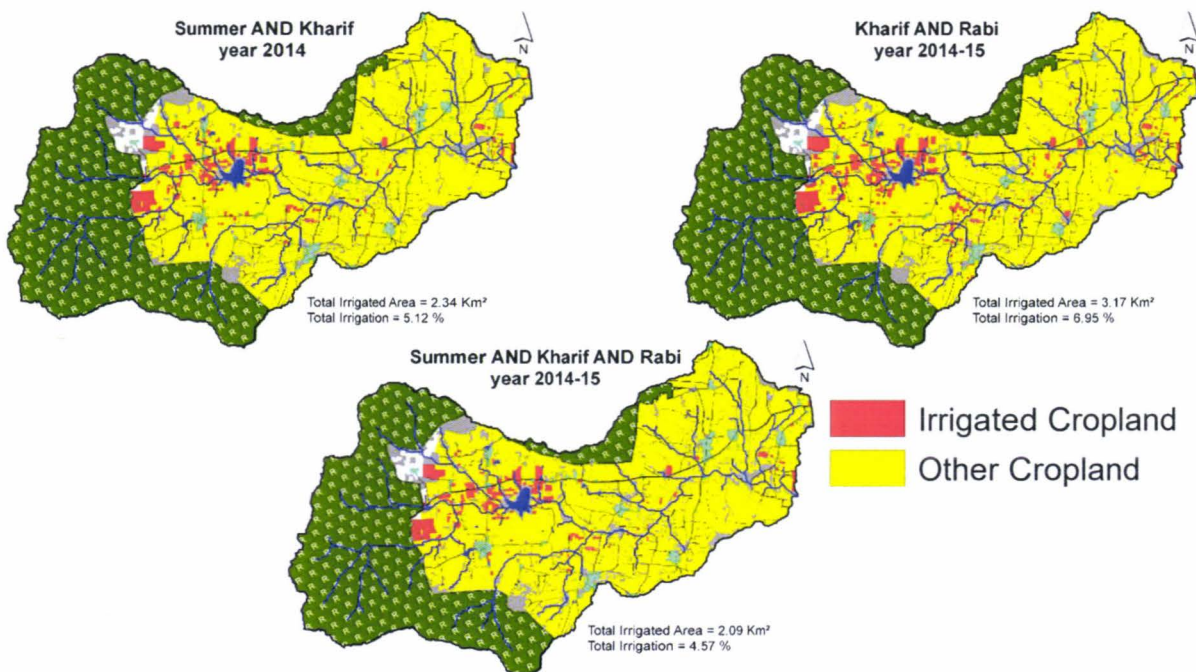 Summer AND Kharif
year 2014
N
Total Irrigated Area = 2.34 Km²
Total Irrigation = 5.12 %
Kharif AND Rabi
year 2014-15
N
Total Irrigated Area = 3.17 Km²
Total Irrigation = 6.95 %
Summer AND Kharif AND Rabi
year 2014-15
N
Total Irrigated Area = 2.09 Km²
Total Irrigation = 4.57 %
Irrigated Cropland
Other Cropland